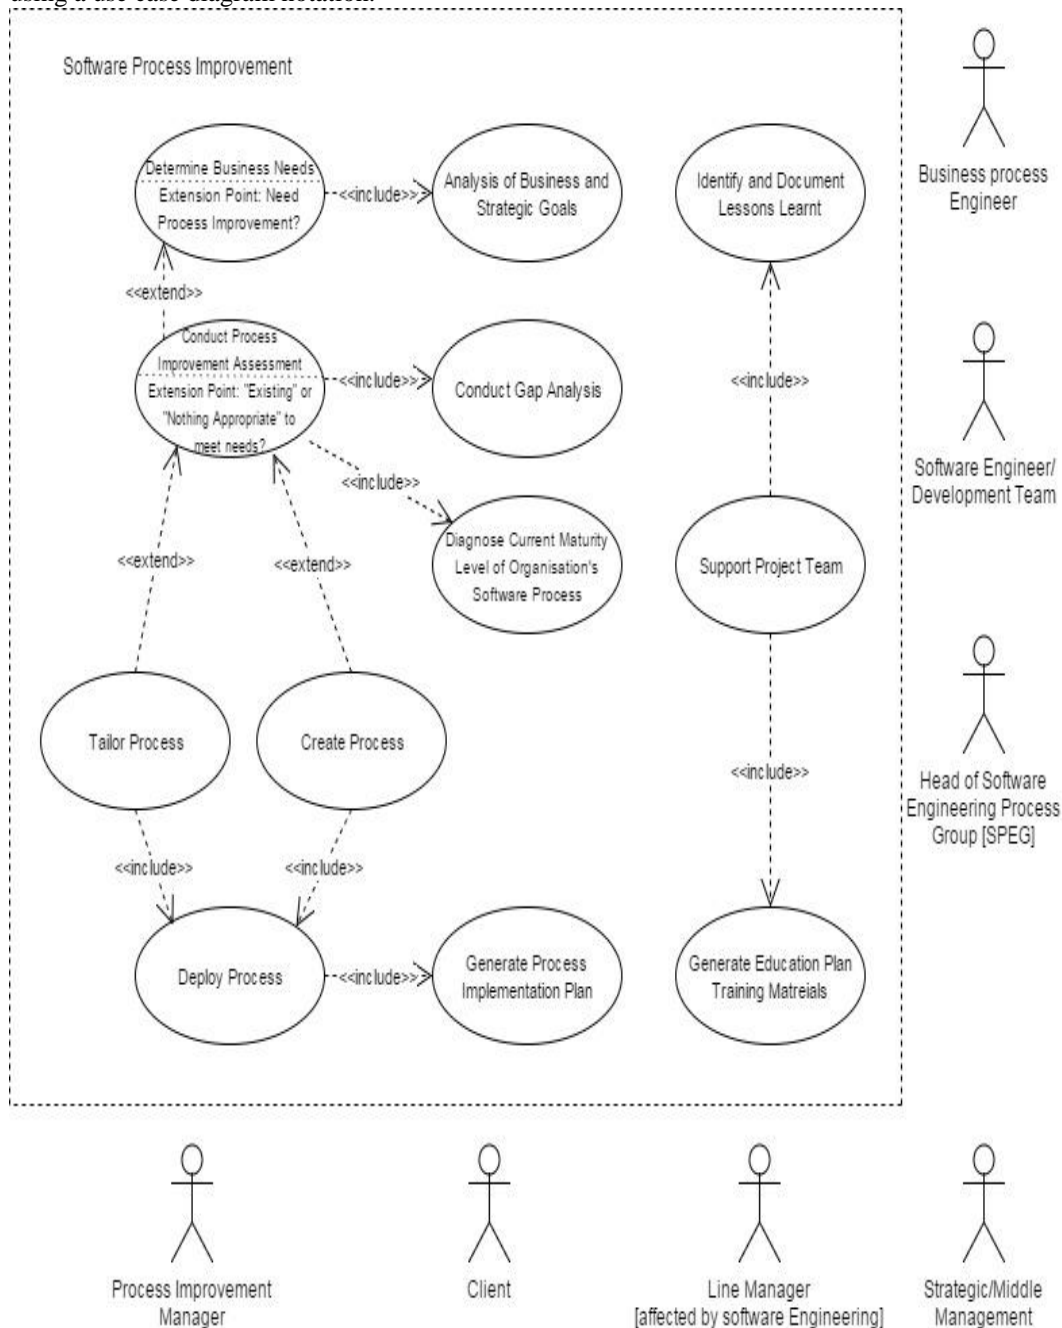 using a use case diagram notation.
Software Process Improvement
Determine Business Needs
Extension Point: Need
Process Improvement?
<<include>>
Analysis of Business and
Strategic Goals
Identify and Document
Lessons Learnt
Business process
Engineer
<<extend>>
Conduct Process
Improvement Assessment
Extension Point: "Existing" or
"Nothing Appropriate" to
meet needs?
<<include>>
Conduct Gap Analysis
<<include>>
Software Engineer/
Development Team
<<include>>
Diagnose Current Maturity
Level of Organisation's
Software Process
<<extend>>
<<extend>>
Support Project Team
Tailor Process
Create Process
<<include>>
Head of Software
Engineering Process
Group [SPEG]
<<include>>
<<include>>
Deploy Process
<<include>>
Generate Process
Implementation Plan
Generate Education Plan
Training Matreials
Process Improvement
Manager
Client
Line Manager
[affected by software Engineering]
Strategic/Middle
Management